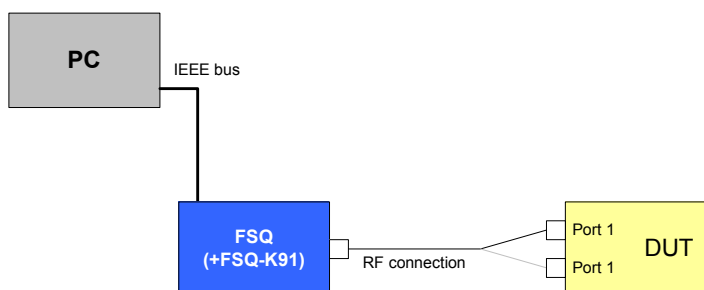 PC
IEEE bus
FSQ
(+FSQ-K91)
RF connection
Port 1
Port 1
DUT